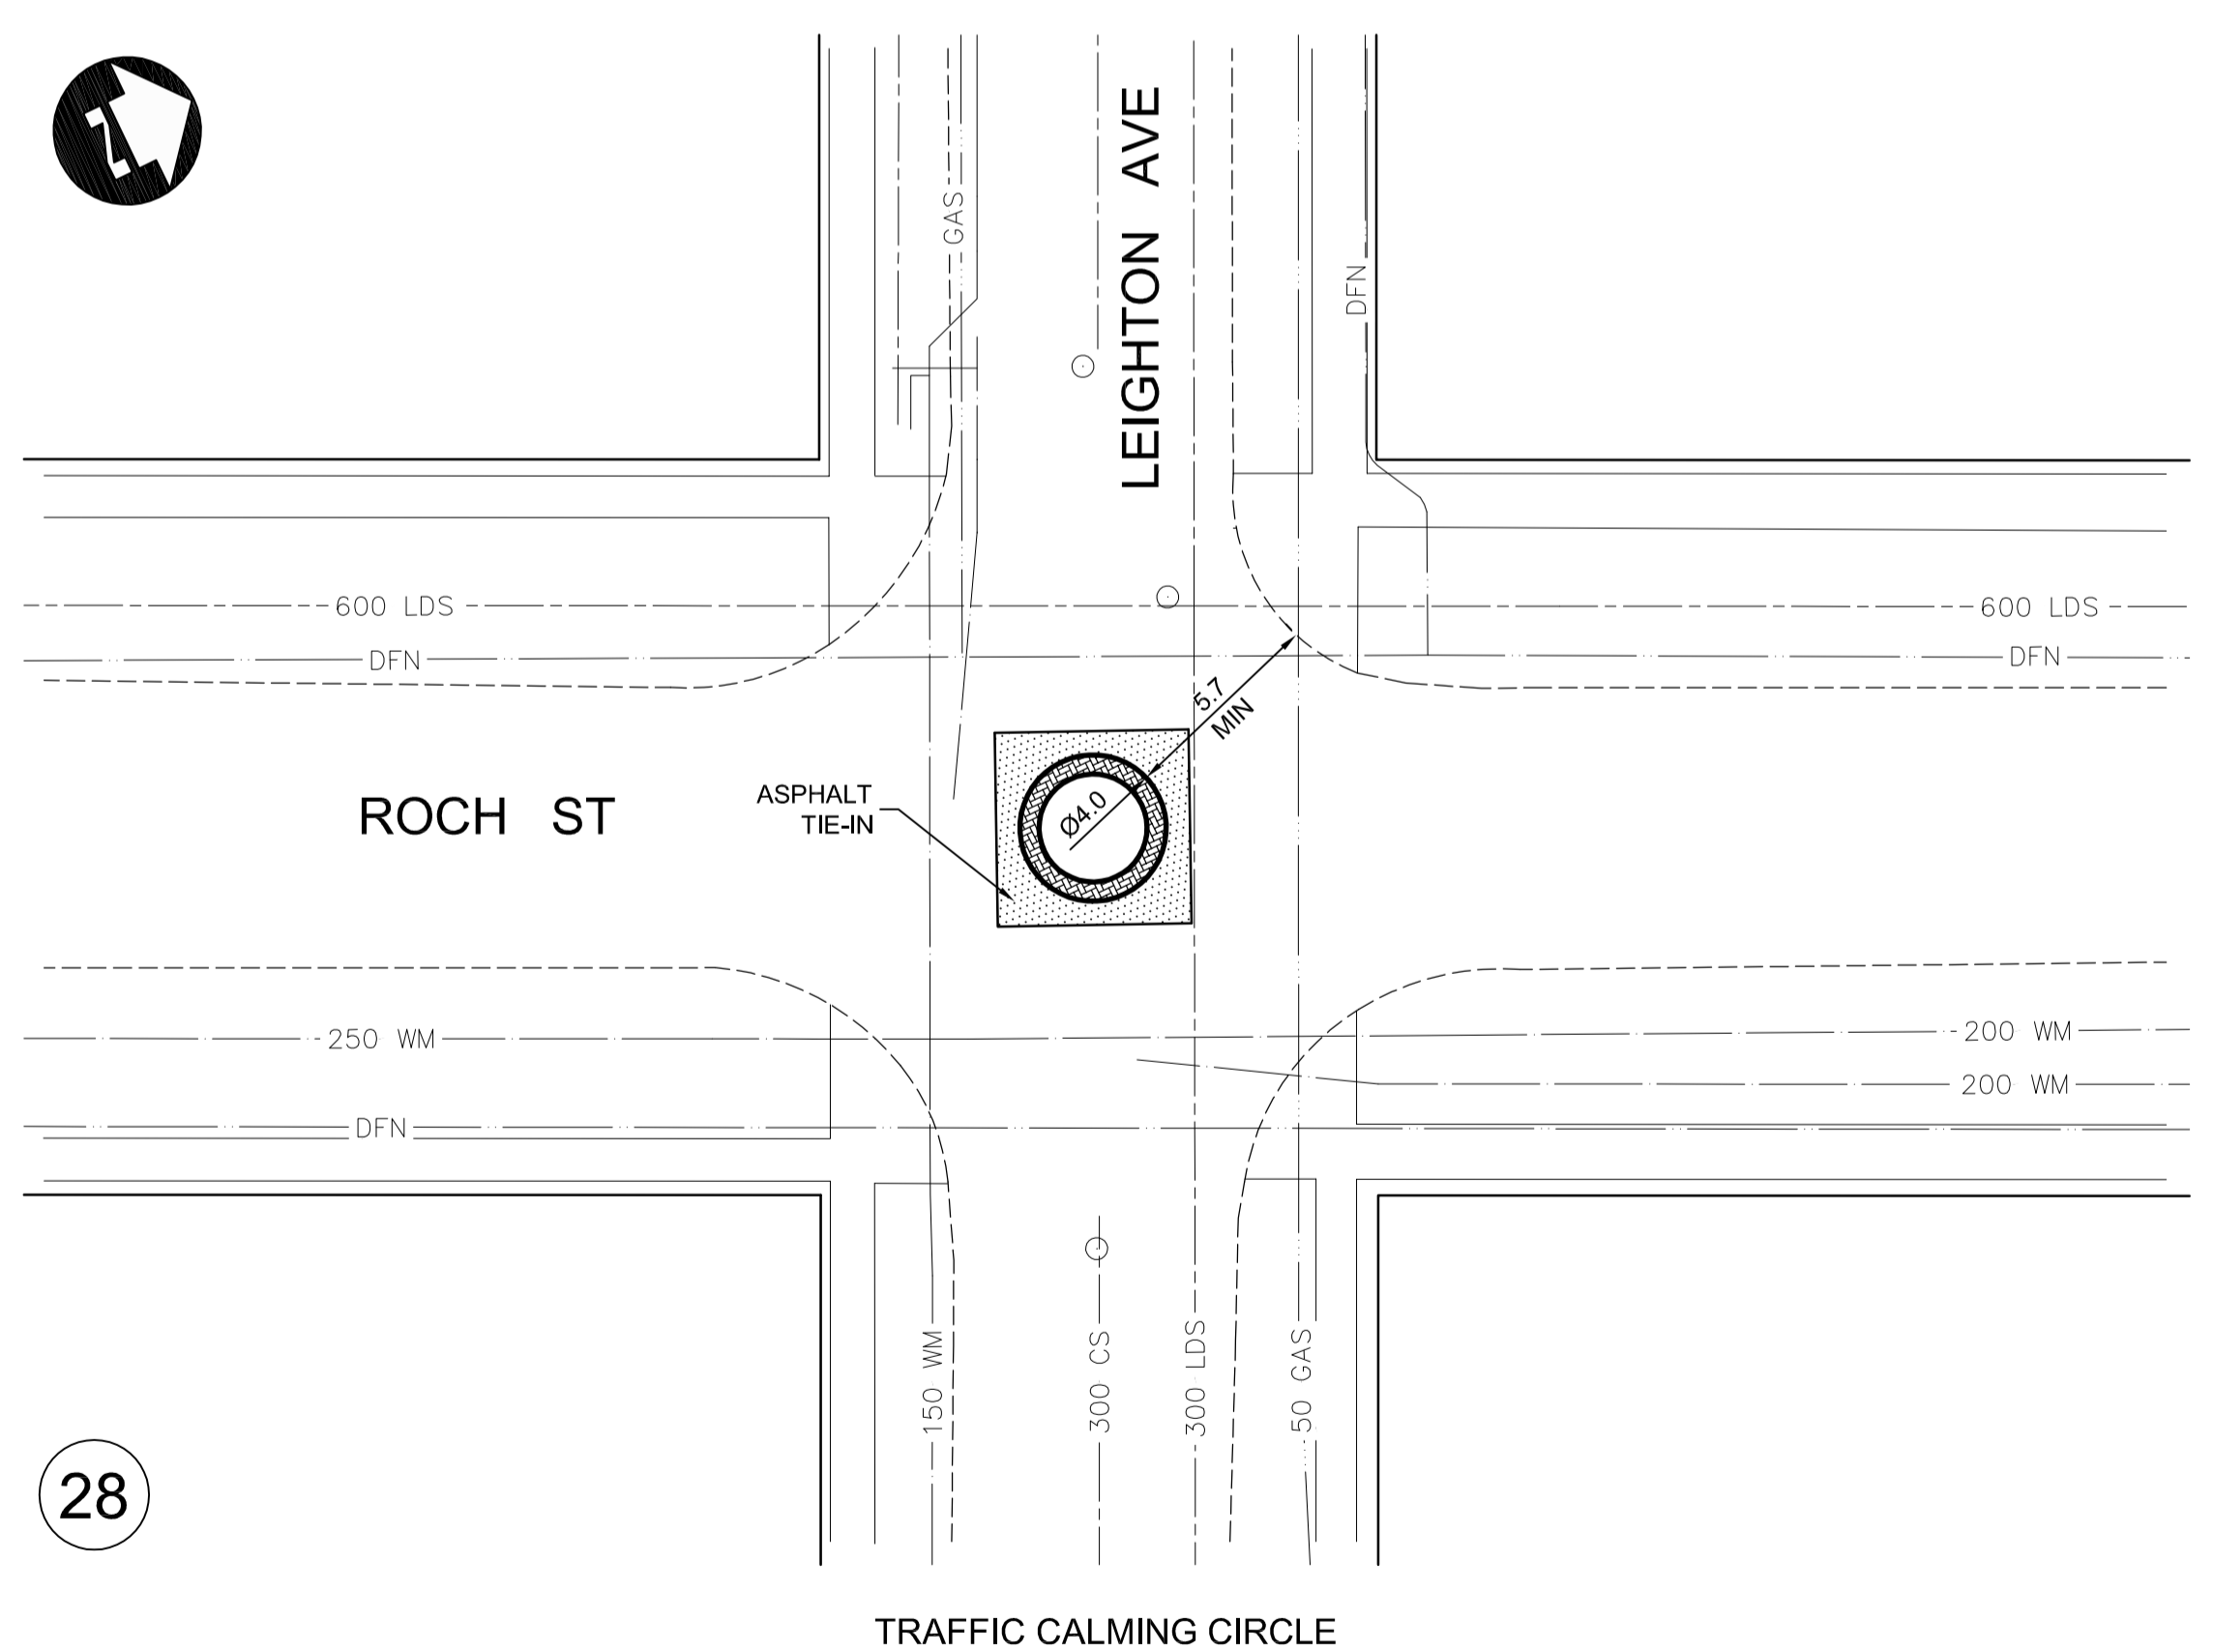 N
LEIGHTON AVE
GAS
DFN
600 LDS
600 LDS
DFN
DFN
5.7
MIN
ROCH ST
ASPHALT
TIE-IN
Ø4.0
250 WM
200 WM
200 WM
DFN
150 WM
300 CS
300 LDS
50 GAS
28
TRAFFIC CALMING CIRCLE